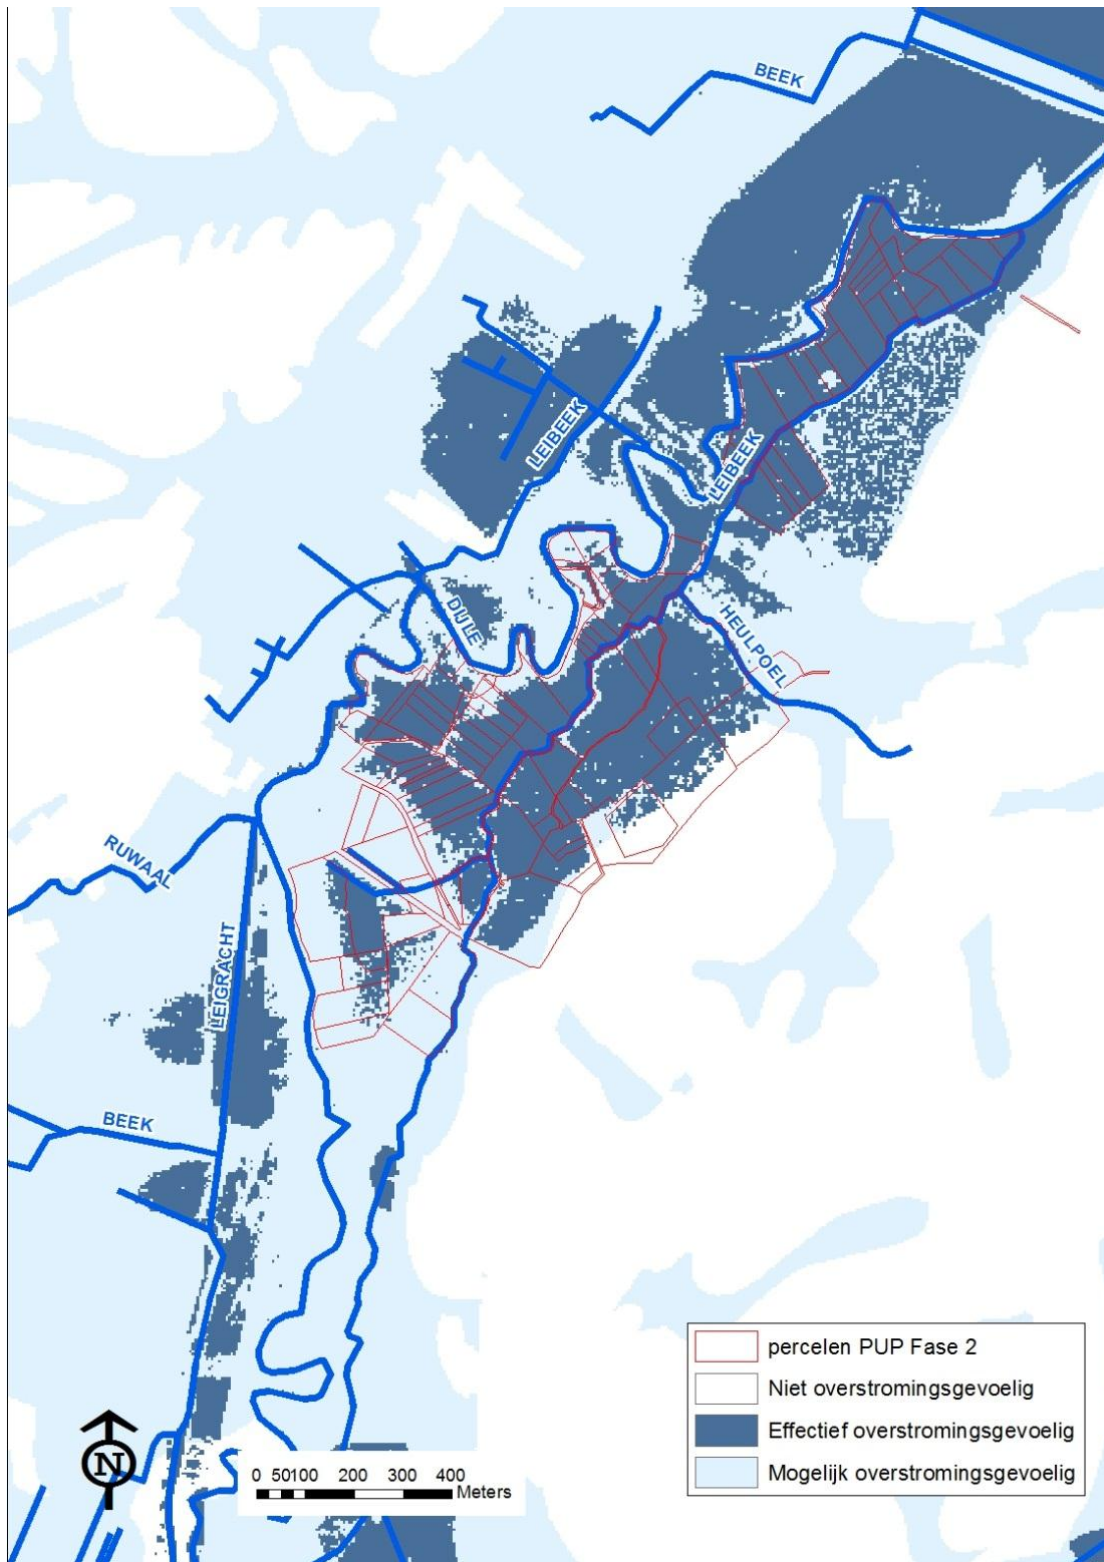 BEEK
LEIBEEK
LEIBEEK
DIJLE
HEULPOEL
RUWAAL
LEIGRACHT
BEEK
percelen PUP Fase 2
Niet overstromingsgevoelig
Effectief overstromingsgevoelig
Mogelijk overstromingsgevoelig
N
0 50100 200 300 400
Meters